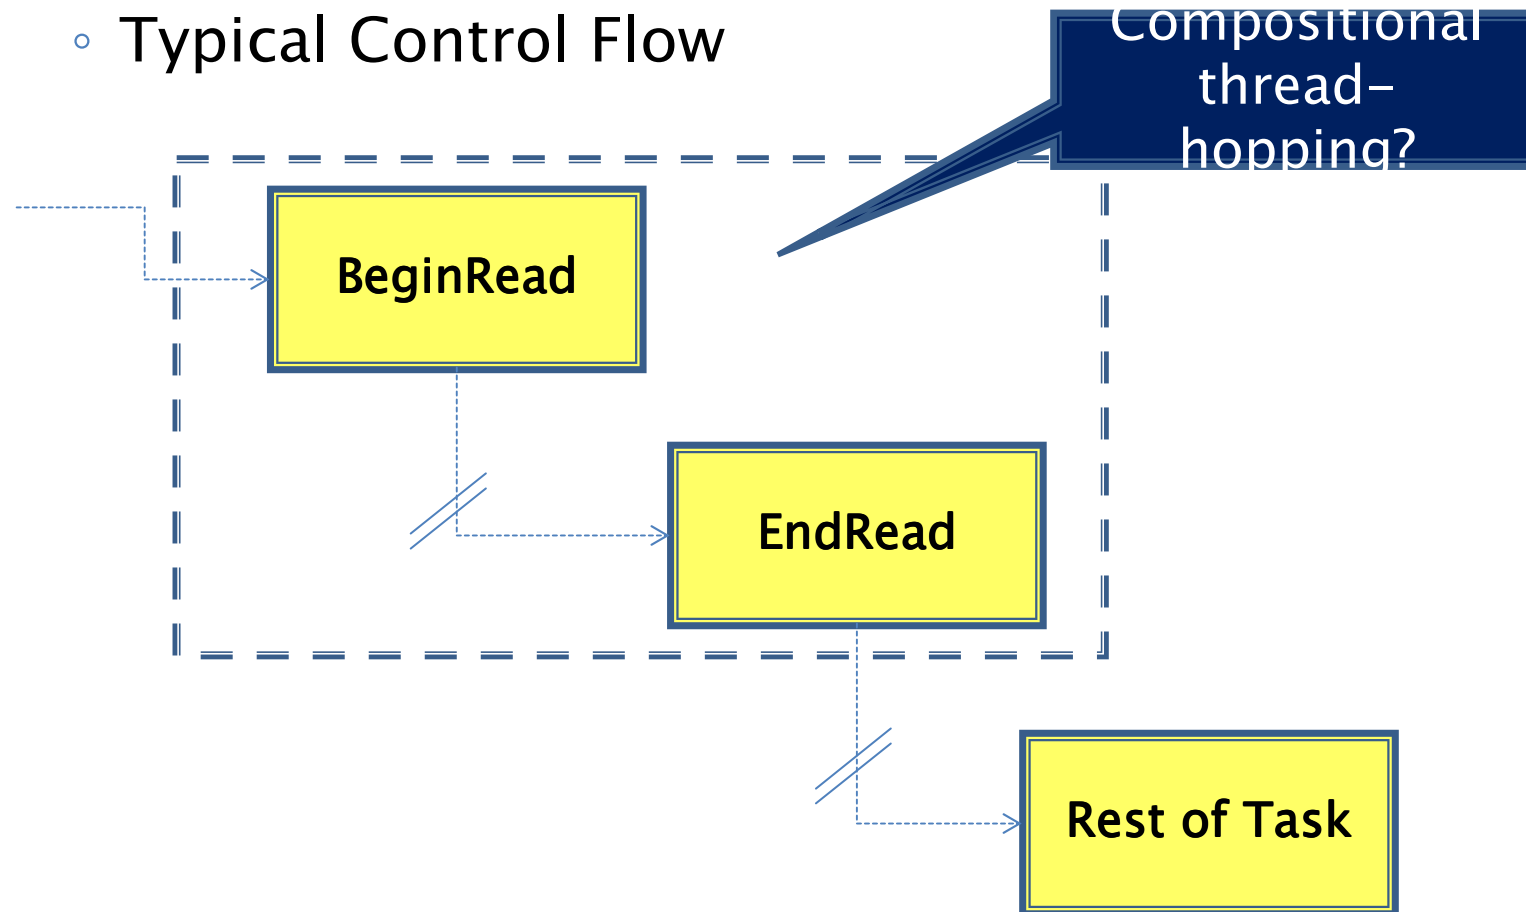 ◦ Typical Control Flow
Compositional
thread-
hopping?
BeginRead
EndRead
Rest of Task